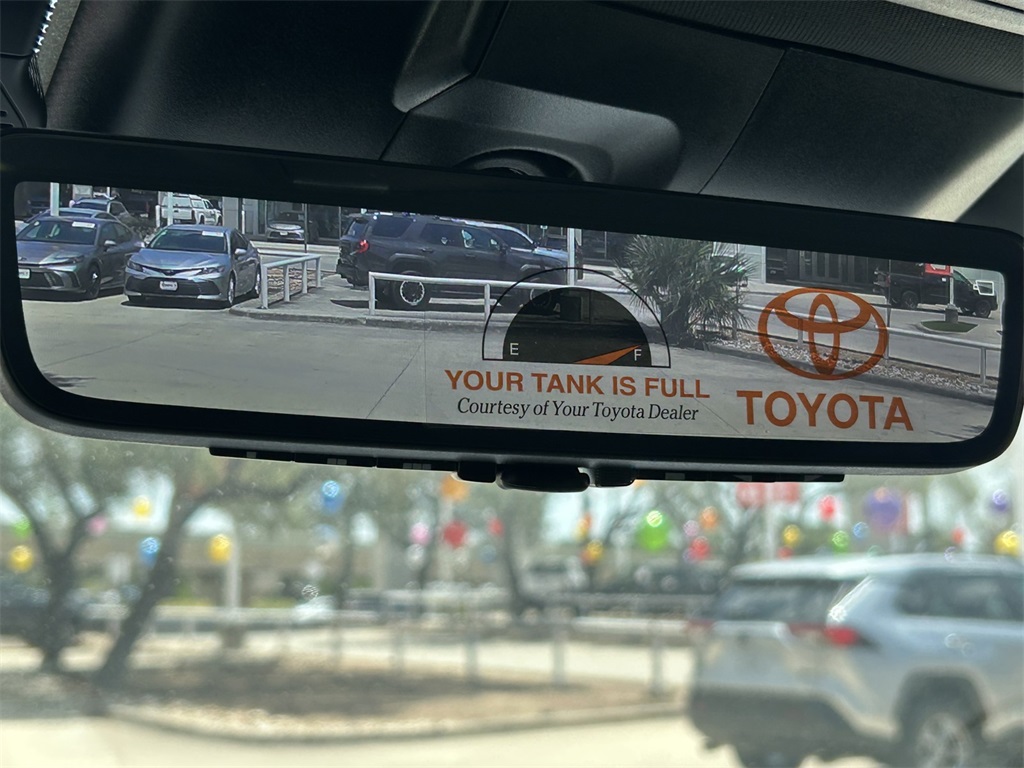 E F
YOUR TANK IS FULL
Courtesy of Your Toyota Dealer
TOYOTA